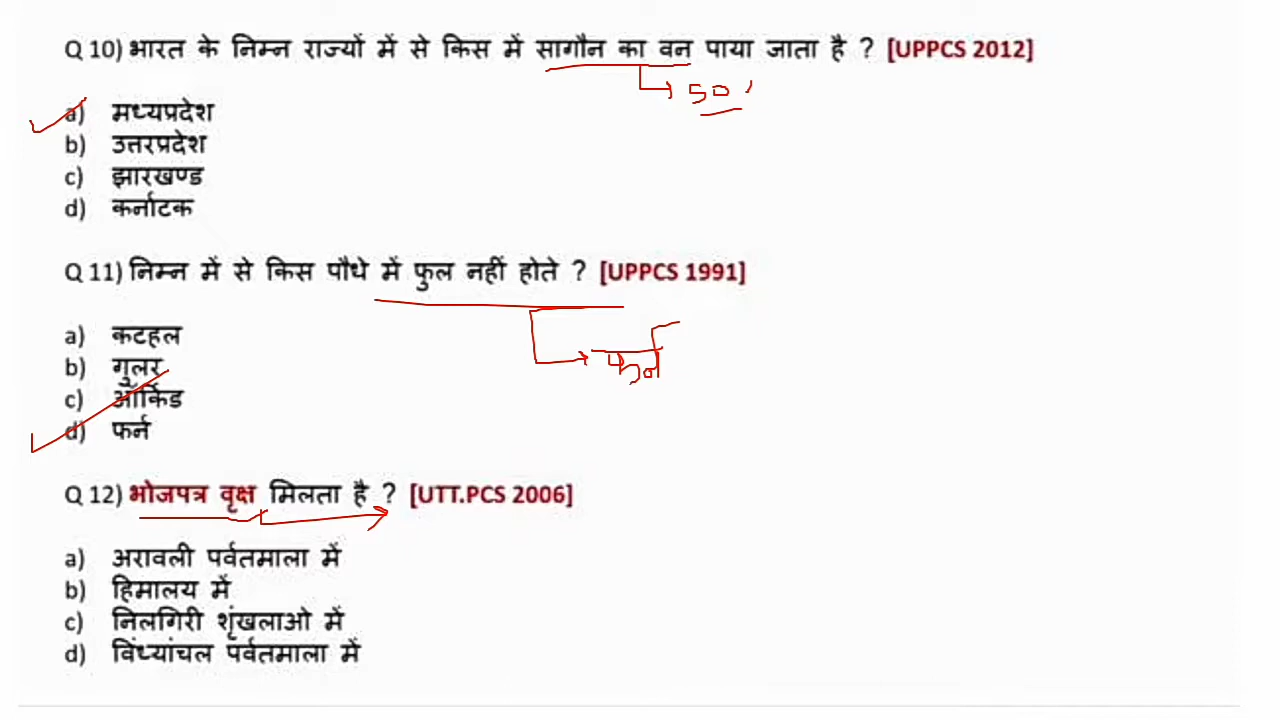 Q 10) भारत के निम्न राज्यों में से किस में सागौन का वन पाया जाता है ? [UPPCS 2012]
50
a) मध्यप्रदेश
b) उत्तरप्रदेश
c) झारखण्ड
d) कर्नाटक
Q 11) निम्न में से किस पौधे में फुल नहीं होते ? [UPPCS 1991]
a) कटहल
b) गुलर
फर्न
c) ऑर्किड
d) फर्न
Q 12) भोजपत्र वृक्ष मिलता है ? [UTT.PCS 2006]
a) अरावली पर्वतमाला में
b) हिमालय में
c) निलगिरी शृंखलाओ में
d) विंध्यांचल पर्वतमाला में